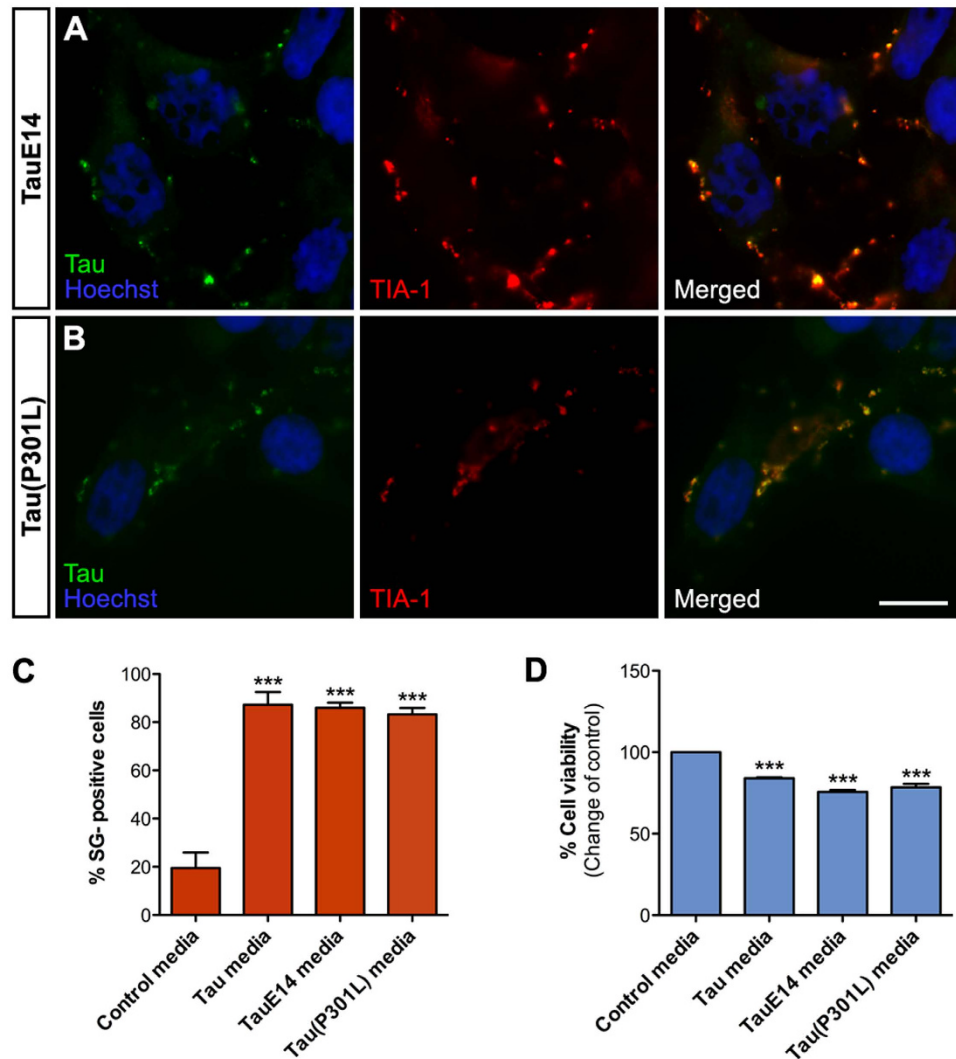 TauE14
A
Tau
Hoechst
TIA-1
Merged
Tau(P301L)
B
Tau
Hoechst
TIA-1
Merged
C
% SG- positive cells
100
80
60
40
20
0
***
***
***
Control media
Tau media
TauE14 media
Tau(P301L) media
D
% Cell viability
(Change of control)
150
100
50
0
***
***
***
Control media
Tau media
TauE14 media
Tau(P301L) media